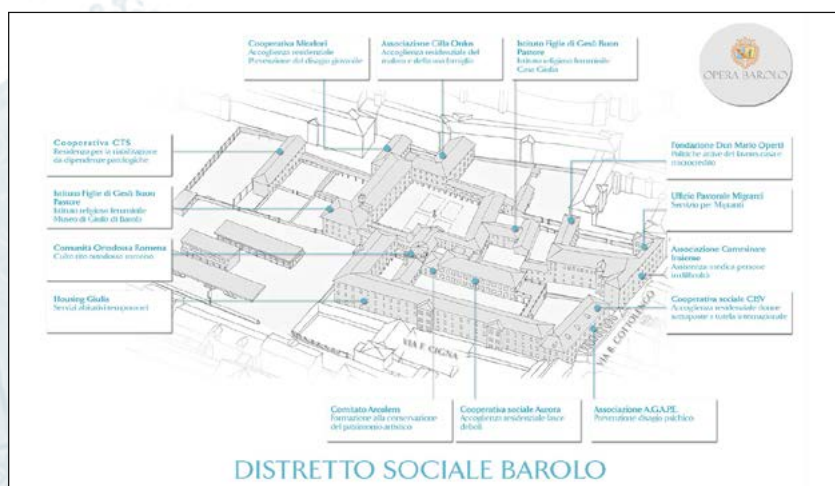 Cooperativa Mirafiori
Accoglienza residenziale
Prevenzione del disagio giovanile
Associazione Cilla Onlus
Accoglienza residenziale del
malato e della sua famiglia
Istituto Figlie di Gesù Buon
Pastore
Istituto religioso femminile
Casa Giulia
OPERA BAROLO
Cooperativa CTS
Residenza per la riabilitazione
da dipendenze patologiche
Fondazione Don Mario Operti
Politiche attive del lavoro, casa e
microcredito
Istituto Figlie di Gesù Buon
Pastore
Istituto religioso femminile
Museo di Giulia di Barolo
Ufficio Pastorale Migranti
Servizio per Migranti
Comunità Ortodossa Romena
Culto rito ortodosso romeno
Associazione Camminare
Insieme
Assistenza medica persone
in difficoltà
Housing Giulia
Servizi abitativi temporanei
Cooperativa sociale CISV
Accoglienza residenziale donne
e tutela internazionale
VIA F. CIGNA
VIA B. COTTOLENGO
Comitato Arcolem
Formazione alla conservazione
del patrimonio artistico
Cooperativa sociale Aurora
Accoglienza residenziale fasce
deboli
Associazione A.G.A.P.E.
Prevenzione disagio psichico
DISTRETTO SOCIALE BAROLO